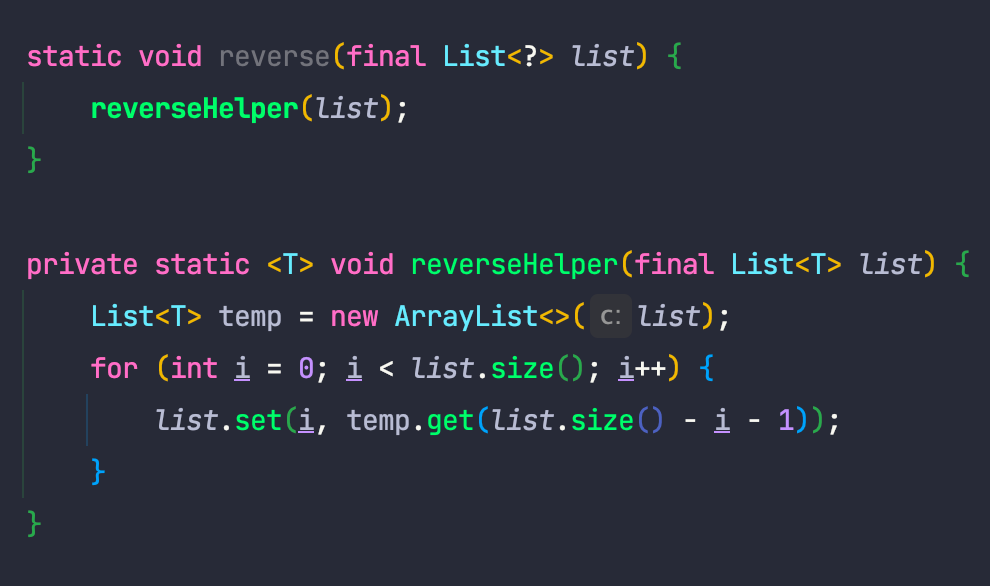 static void reverse(final List<?> list) {
reverseHelper(list);
}
private static <T> void reverseHelper(final List<T> list) {
List<T> temp = new ArrayList<>( c: list);
for (int i = 0; i < list.size(); i++) {
list.set(i, temp.get(list.size() - i - 1));
}
}